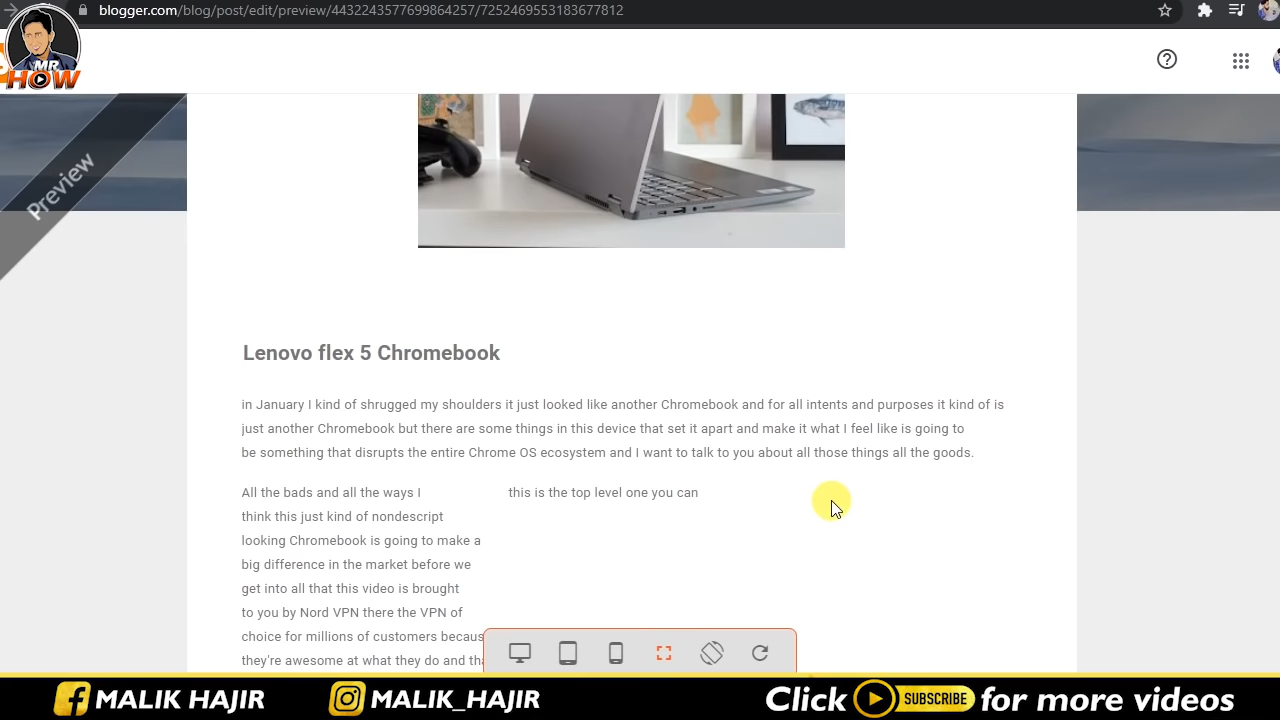 blogger.com/blog/post/edit/preview/4432243577699864257/7252469553183677812
MR
HOW
Preview
Lenovo flex 5 Chromebook
in January I kind of shrugged my shoulders it just looked like another Chromebook and for all intents and purposes it kind of is
just another Chromebook but there are some things in this device that set it apart and make it what I feel like is going to
be something that disrupts the entire Chrome OS ecosystem and I want to talk to you about all those things all the goods.
All the bads and all the ways I
think this just kind of nondescript
looking Chromebook is going to make a
big difference in the market before we
get into all that this video is brought
to you by Nord VPN there the VPN of
choice for millions of customers becaus
they're awesome at what they do and th
this is the top level one you can
MALIK HAJIR
MALIK_HAJIR
Click SUBSCRIBE for more videos